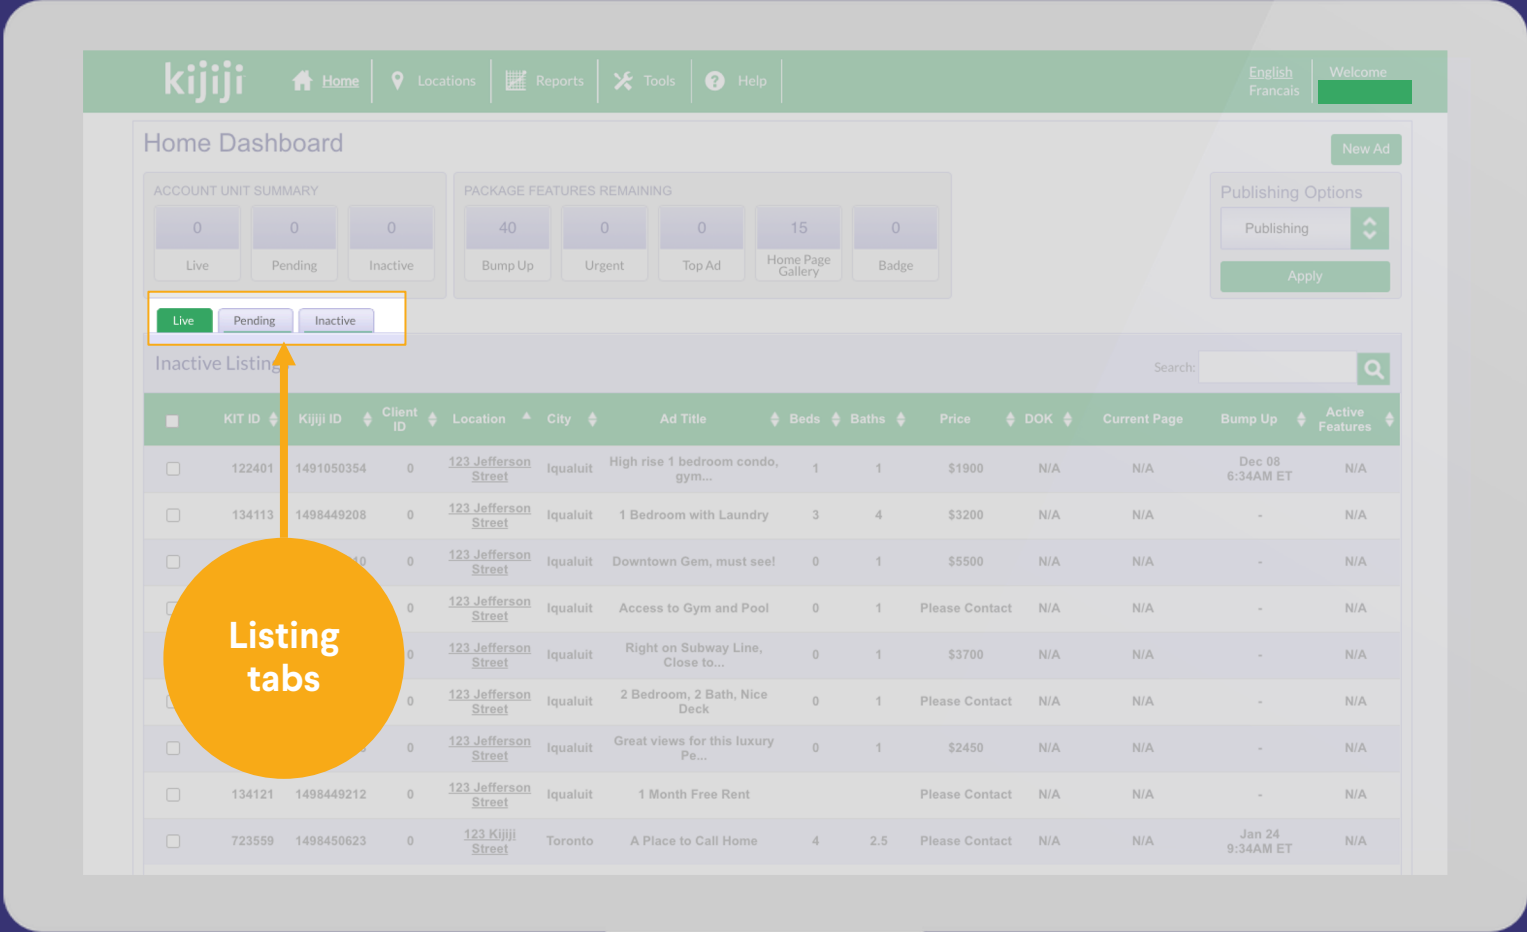 kijiji
Home
Locations
Reports
Tools
Help
English
Francais
Welcome
Home Dashboard
New Ad
ACCOUNT UNIT SUMMARY
0 0 0
Live Pending Inactive
PACKAGE FEATURES REMAINING
40 0 0 15 0
Bump Up Urgent Top Ad Home Page Gallery Badge
Publishing Options
Publishing
Apply
Live Pending Inactive
Inactive Listing
Search:
KIT ID Kijiji ID Client ID Location City Ad Title Beds Baths Price DOK Current Page Bump Up Active Features
122401 1491050354 0 123 Jefferson Street Iqualuit High rise 1 bedroom condo, gym... 1 1 $1900 N/A N/A Dec 08 6:34AM ET N/A
134113 1498449208 0 123 Jefferson Street Iqualuit 1 Bedroom with Laundry 3 4 $3200 N/A N/A - N/A
10 0 123 Jefferson Street Iqualuit Downtown Gem, must see! 0 1 $5500 N/A N/A - N/A
0 123 Jefferson Street Iqualuit Access to Gym and Pool 0 1 Please Contact N/A N/A - N/A
0 123 Jefferson Street Iqualuit Right on Subway Line, Close to... 0 1 $3700 N/A N/A - N/A
0 123 Jefferson Street Iqualuit 2 Bedroom, 2 Bath, Nice Deck 0 1 Please Contact N/A N/A - N/A
0 123 Jefferson Street Iqualuit Great views for this luxury Pe... 0 1 $2450 N/A N/A - N/A
134121 1498449212 0 123 Jefferson Street Iqualuit 1 Month Free Rent Please Contact N/A N/A - N/A
723559 1498450623 0 123 Kijiji Street Toronto A Place to Call Home 4 2.5 Please Contact N/A N/A Jan 24 9:34AM ET N/A
Listing
tabs